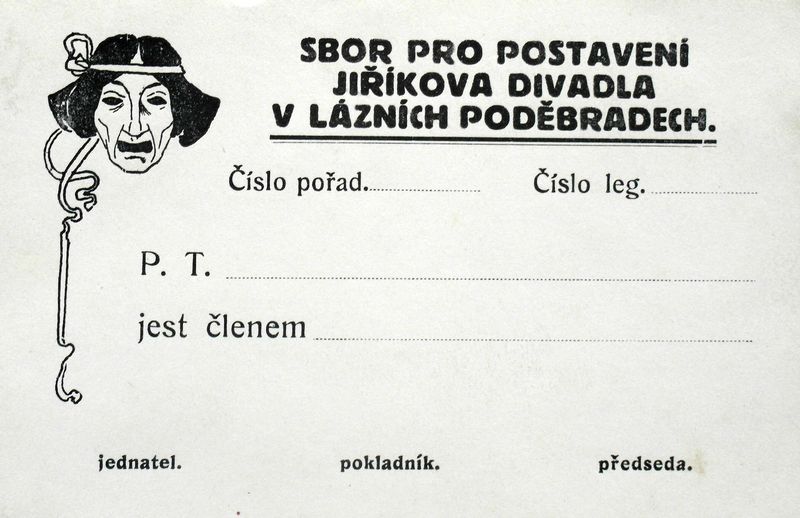 SBOR PRO POSTAVENÍ
JIŘÍKOVA DIVADLA
V LÁZNÍCH PODĚBRADECH.
Číslo pořad. Číslo leg.
P. T.
jest členem
jednatel. pokladník. předseda.